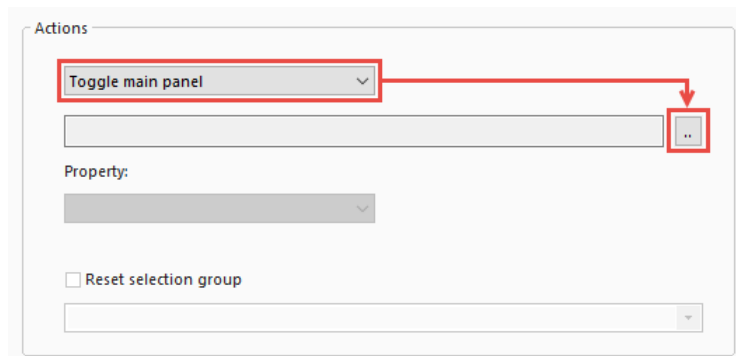 Actions
Toggle main panel
..
Property:
Reset selection group